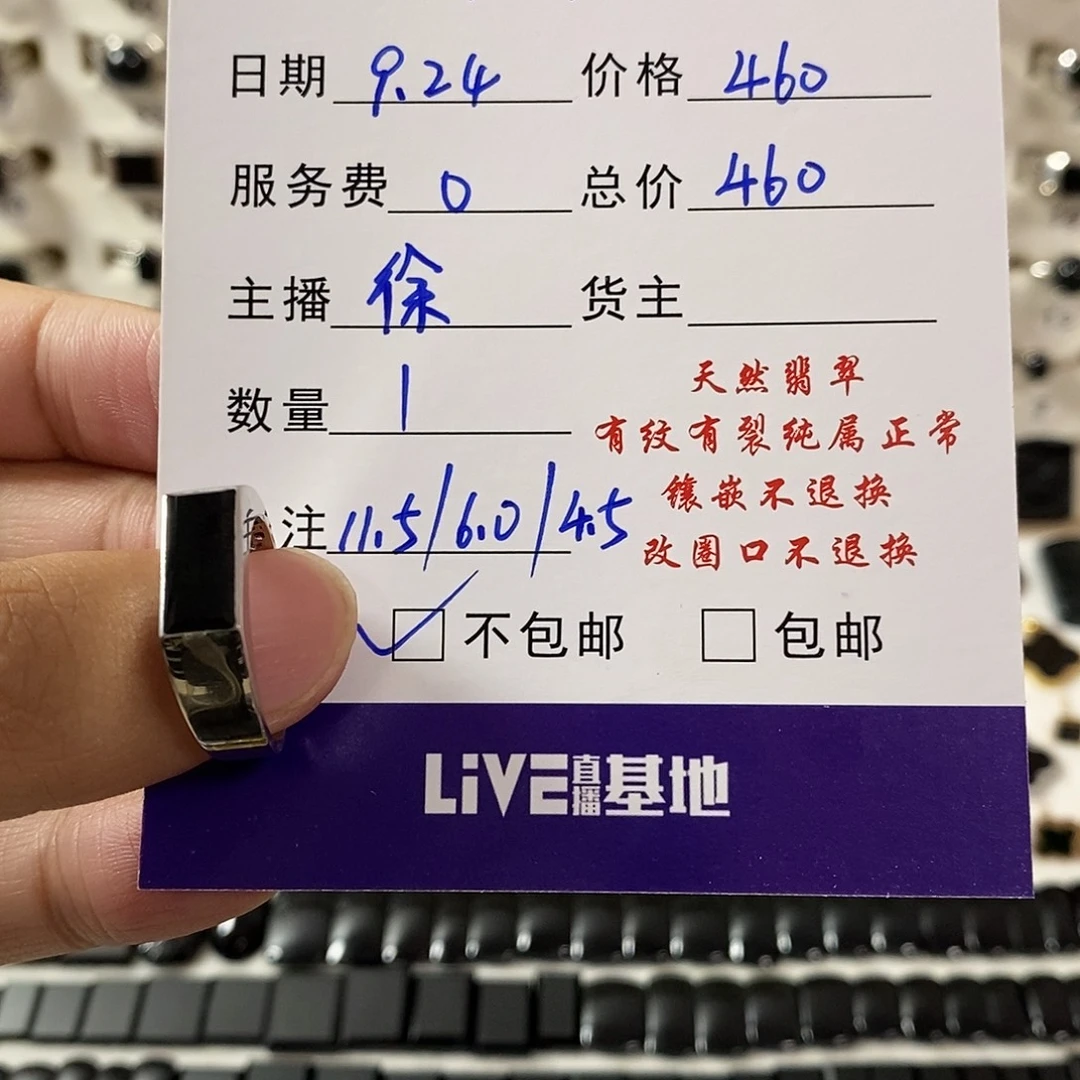 日期 9.24 价格 460
服务费 0 总价 460
主播 徐 货主
数量 1
天然翡翠
有纹有裂纯属正常
镶嵌不退换
改圈口不退换
注 11.5/6.0/4.5
不包邮 包邮
LiVE直播基地